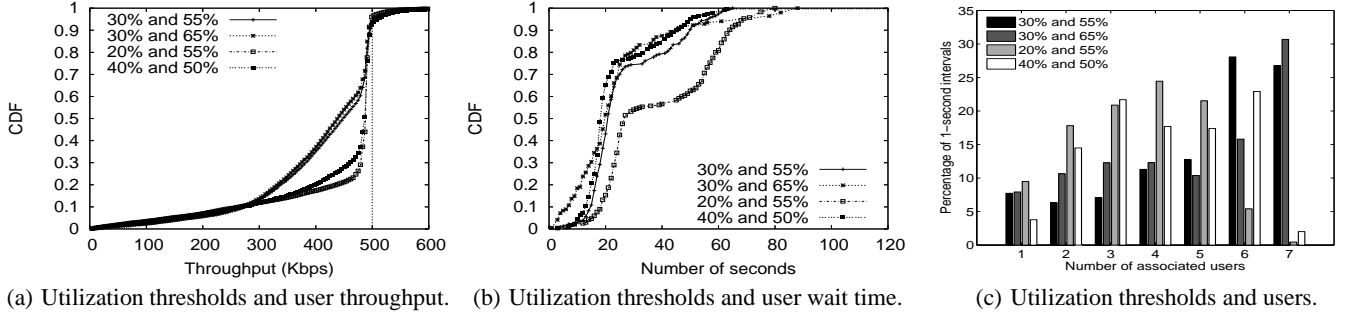 30% and 55%
30% and 65%
20% and 55%
40% and 50%
CDF
1
0.9
0.8
0.7
0.6
0.5
0.4
0.3
0.2
0.1
0
0 100 200 300 400 500 600
Throughput (Kbps)
(a) Utilization thresholds and user throughput.
CDF
1
0.9
0.8
0.7
0.6
0.5
0.4
0.3
0.2
0.1
0
30% and 55%
30% and 65%
20% and 55%
40% and 50%
0 20 40 60 80 100 120
Number of seconds
(b) Utilization thresholds and user wait time.
Percentage of 1-second intervals
35
30
25
20
15
10
5
0
30% and 55%
30% and 65%
20% and 55%
40% and 50%
1 2 3 4 5 6 7
Number of associated users
(c) Utilization thresholds and users.